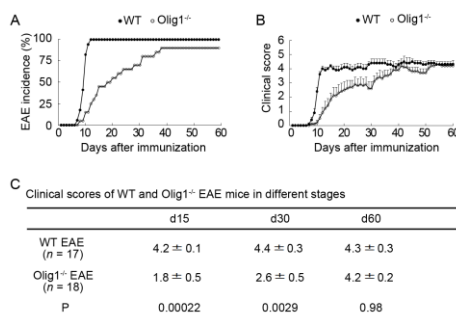 A
WT Olig1-/-
EAE incidence (%)
100
75
50
25
0
0 10 20 30 40 50 60
Days after immunization
B
WT Olig1-/-
Clinical score
6
5
4
3
2
1
0
0 10 20 30 40 50 60
Days after immunization
C Clinical scores of WT and Olig1-/- EAE mice in different stages
d15 d30 d60
WT EAE 4.2 ± 0.1 4.4 ± 0.3 4.3 ± 0.3
(n = 17)
Olig1-/- EAE 1.8 ± 0.5 2.6 ± 0.5 4.2 ± 0.2
(n = 18)
P 0.00022 0.0029 0.98